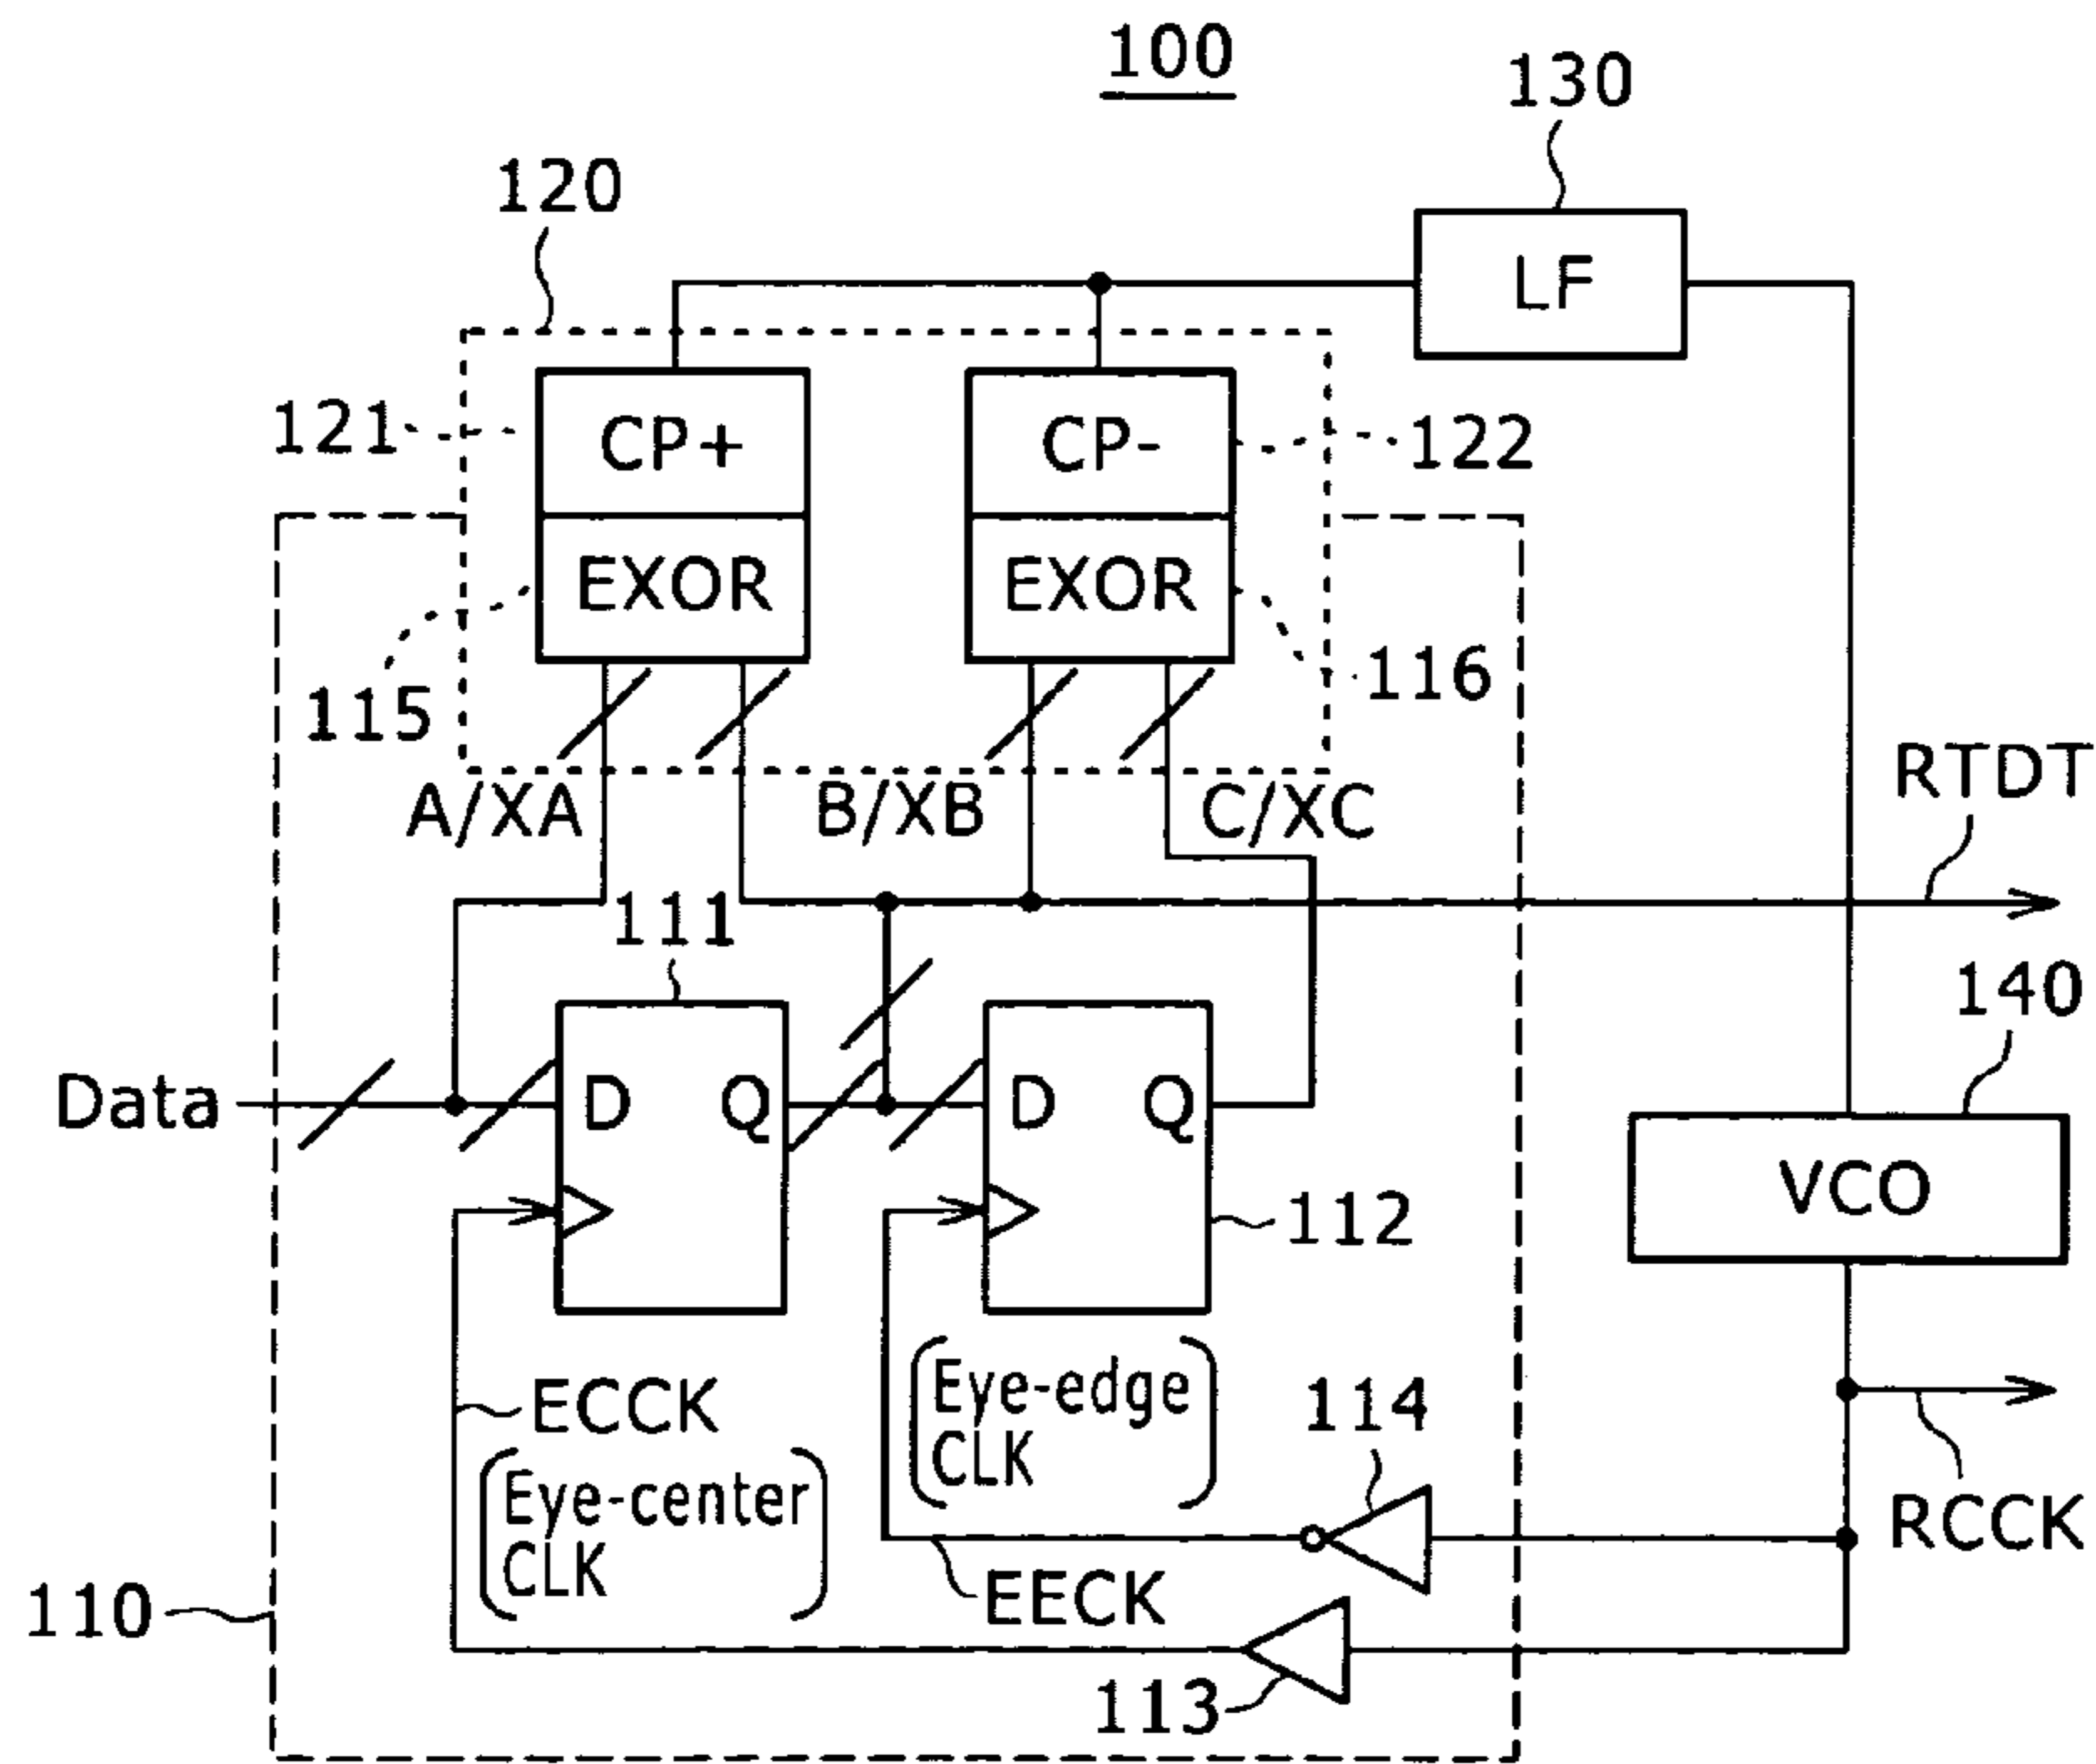 100
130
120
LF
121
CP+
CP-
122
EXOR
EXOR
115
116
A/XA
B/XB
C/XC
RTDT
111
140
Data
D
Q
D
Q
VCO
112
ECCK
(Eye-center
CLK)
(Eye-edge
CLK)
114
RCCK
EECK
110
113